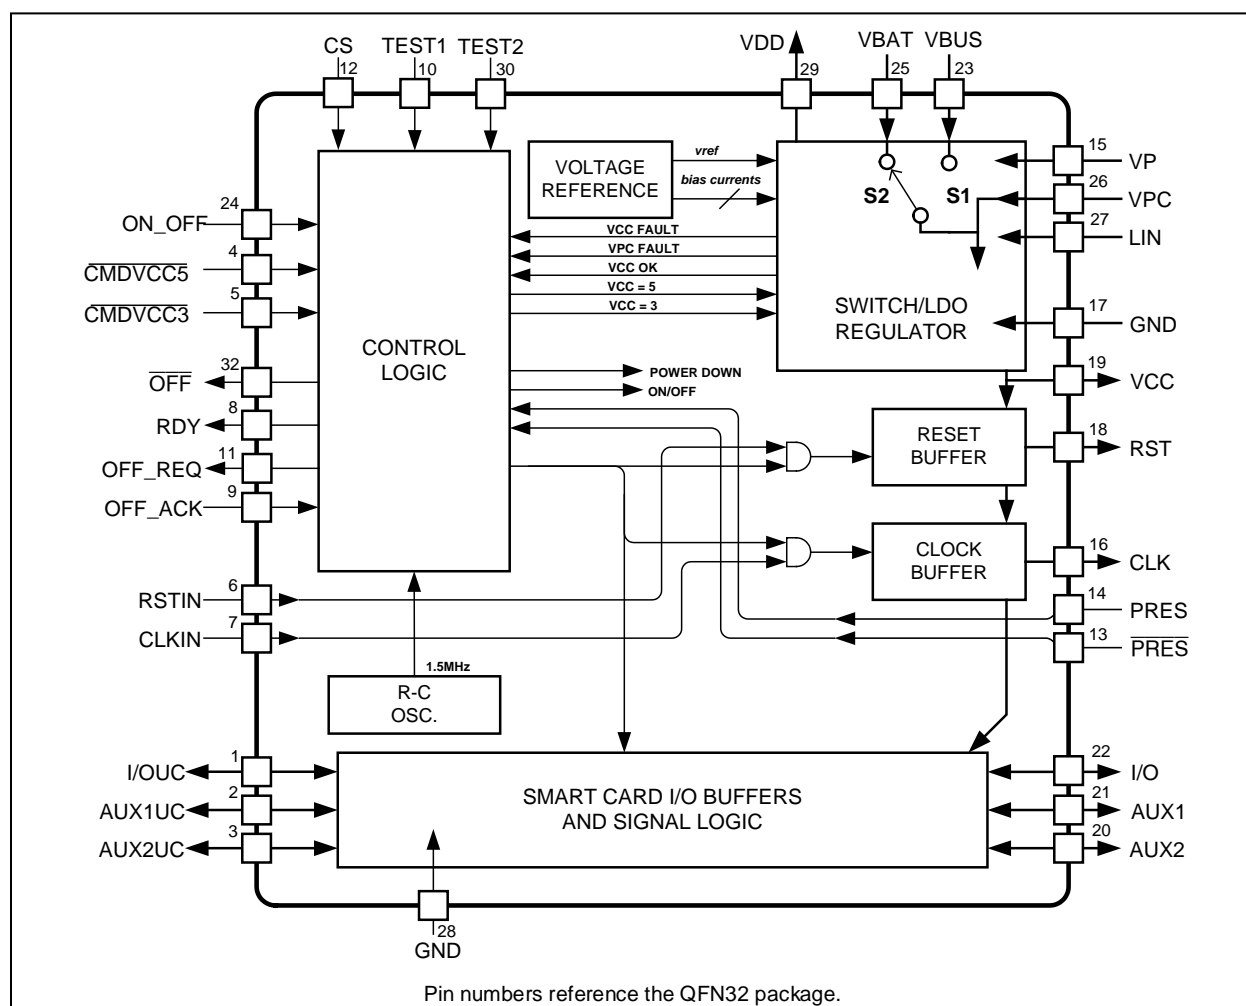 CS
TEST1
TEST2
VDD
VBAT
VBUS
12
10
30
29
25
23
VOLTAGE
REFERENCE
vref
bias currents
S2
S1
SWITCH/LDO
REGULATOR
15
VP
26
VPC
27
LIN
17
GND
19
VCC
24
ON_OFF
4
CMDVCC5
5
CMDVCC3
32
OFF
8
RDY
11
OFF_REQ
9
OFF_ACK
CONTROL
LOGIC
VCC FAULT
VPC FAULT
VCC OK
VCC = 5
VCC = 3
POWER DOWN
ON/OFF
RESET
BUFFER
18
RST
CLOCK
BUFFER
16
CLK
14
PRES
13
PRES
6
RSTIN
7
CLKIN
1.5MHz
R-C
OSC.
1
I/OUC
2
AUX1UC
3
AUX2UC
SMART CARD I/O BUFFERS
AND SIGNAL LOGIC
22
I/O
21
AUX1
20
AUX2
28
GND
Pin numbers reference the QFN32 package.